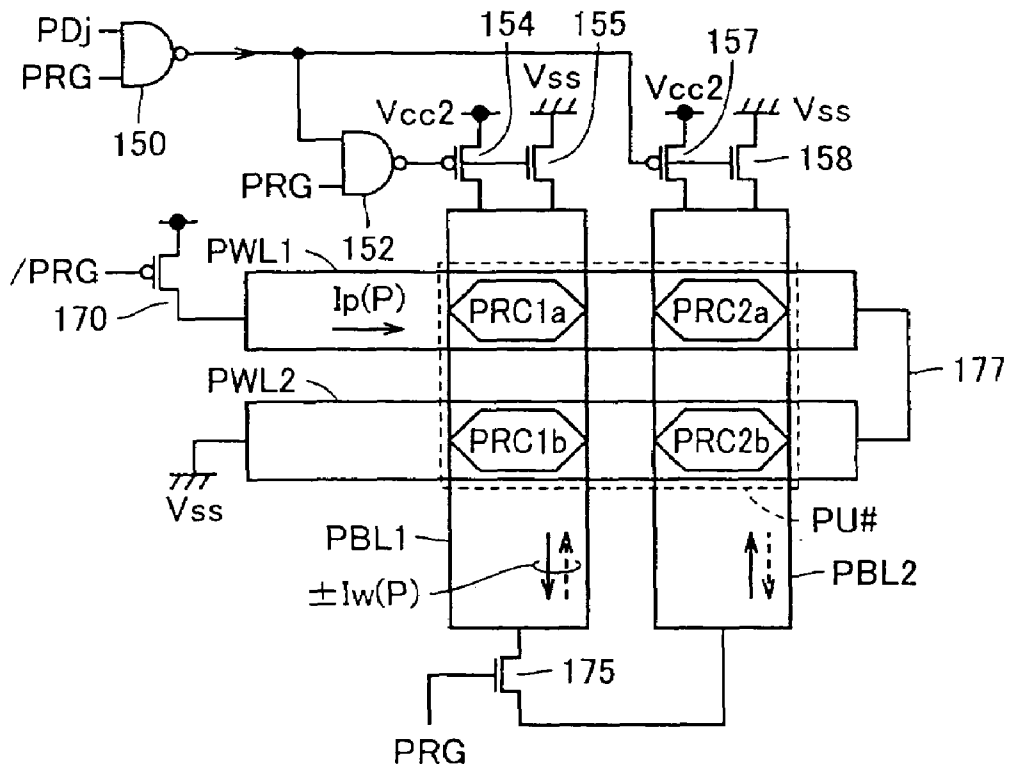 PDj
PRG
150
154
155
157
Vss
Vcc2
Vcc2
Vss
158
PRG
152
/PRG
170
PWL1
Ip(P)
PRC1a
PRC2a
177
PWL2
PRC1b
PRC2b
Vss
PU#
PBL1
±Iw(P)
PBL2
175
PRG